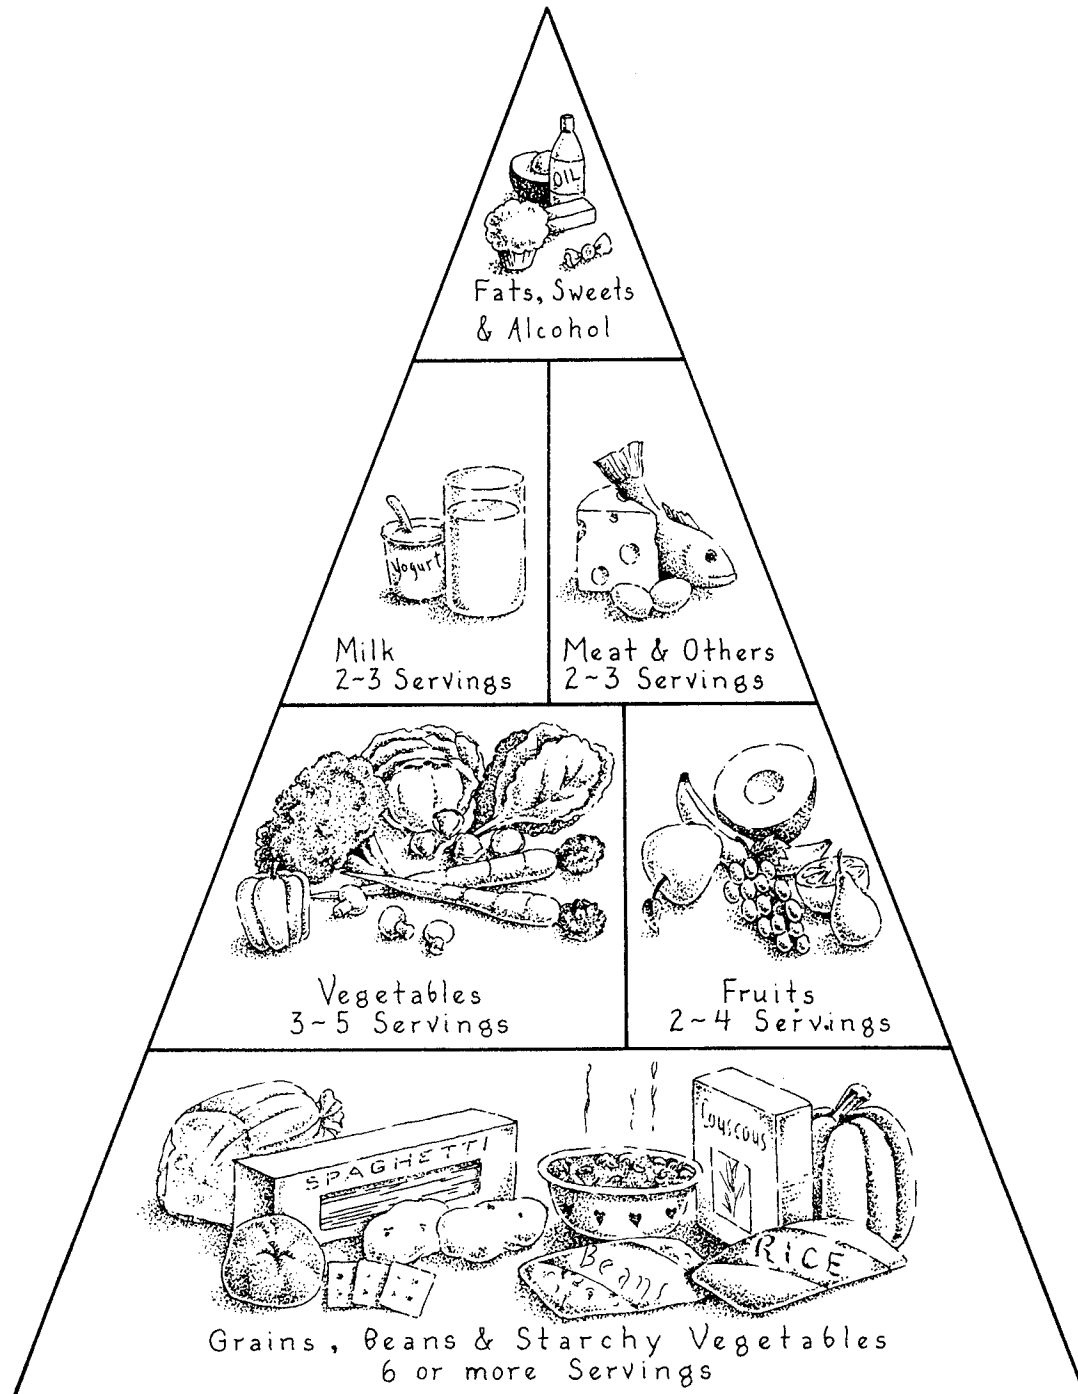 OIL
Fats, Sweets
& Alcohol
Yogurt
Milk
2~3 Servings
Meat & Others
2~3 Servings
Vegetables
3~5 Servings
Fruits
2~4 Servings
SPAGHETTI
Couscous
Beans
RICE
Grains, Beans & Starchy Vegetables
6 or more Servings